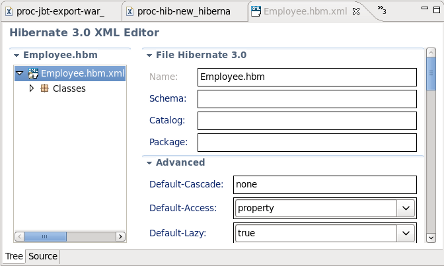 proc-jbt-export-war_
proc-hib-new_hiberna
Employee.hbm.xml
»3
Hibernate 3.0 XML Editor
Employee.hbm
Employee.hbm.xml
Classes
File Hibernate 3.0
Name: Employee.hbm
Schema:
Catalog:
Package:
Advanced
Default-Cascade: none
Default-Access: property
Default-Lazy: true
Tree Source